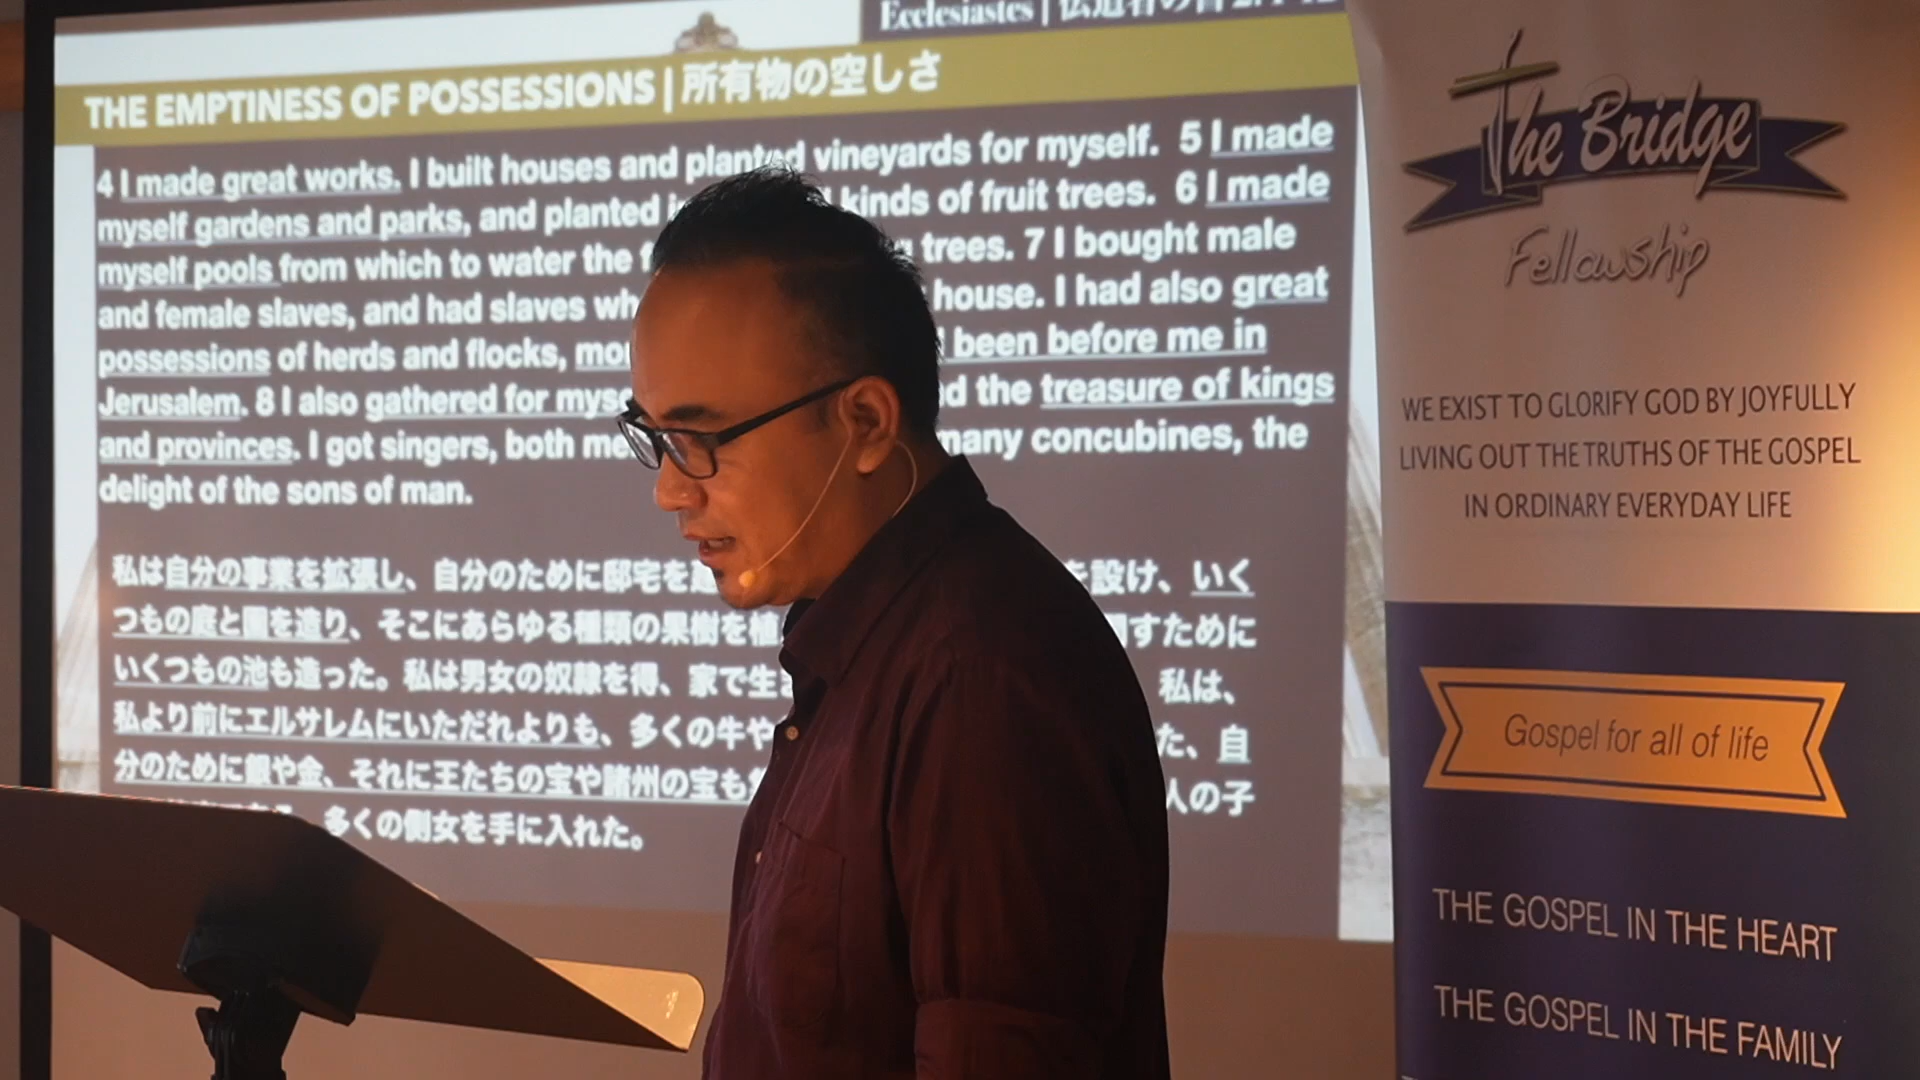 Ecclesiastes |
THE EMPTINESS OF POSSESSIONS | 所有物の空しさ
4 I made great works. I built houses and planted vineyards for myself. 5 I made
myself gardens and parks, and planted kinds of fruit trees. 6 I made
myself pools from which to water the trees. 7 I bought male
and female slaves, and had slaves house. I had also great
possessions of herds and flocks, been before me in
Jerusalem. 8 I also gathered for the treasure of kings
and provinces. I got singers, both many concubines, the
delight of the sons of man.
私は自分の事業を拡張し、自分のために邸宅を を設け、いく
つもの庭と園を造り、そこにあらゆる種類の果樹を植 すために
いくつもの池も造った。私は男女の奴隷を得、家で生 私は、
私より前にエルサレムにいただれよりも、多くの牛や た、自
分のために銀や金、それに王たちの宝や諸州の宝も 人の子
多くの側女を手に入れた。
The Bridge
Fellowship
WE EXIST TO GLORIFY GOD BY JOYFULLY
LIVING OUT THE TRUTHS OF THE GOSPEL
IN ORDINARY EVERYDAY LIFE
Gospel for all of life
THE GOSPEL IN THE HEART
THE GOSPEL IN THE FAMILY